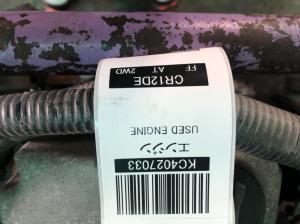 KC4027033
エンジン
USED ENGINE
CR12DE
FF AT 2WD